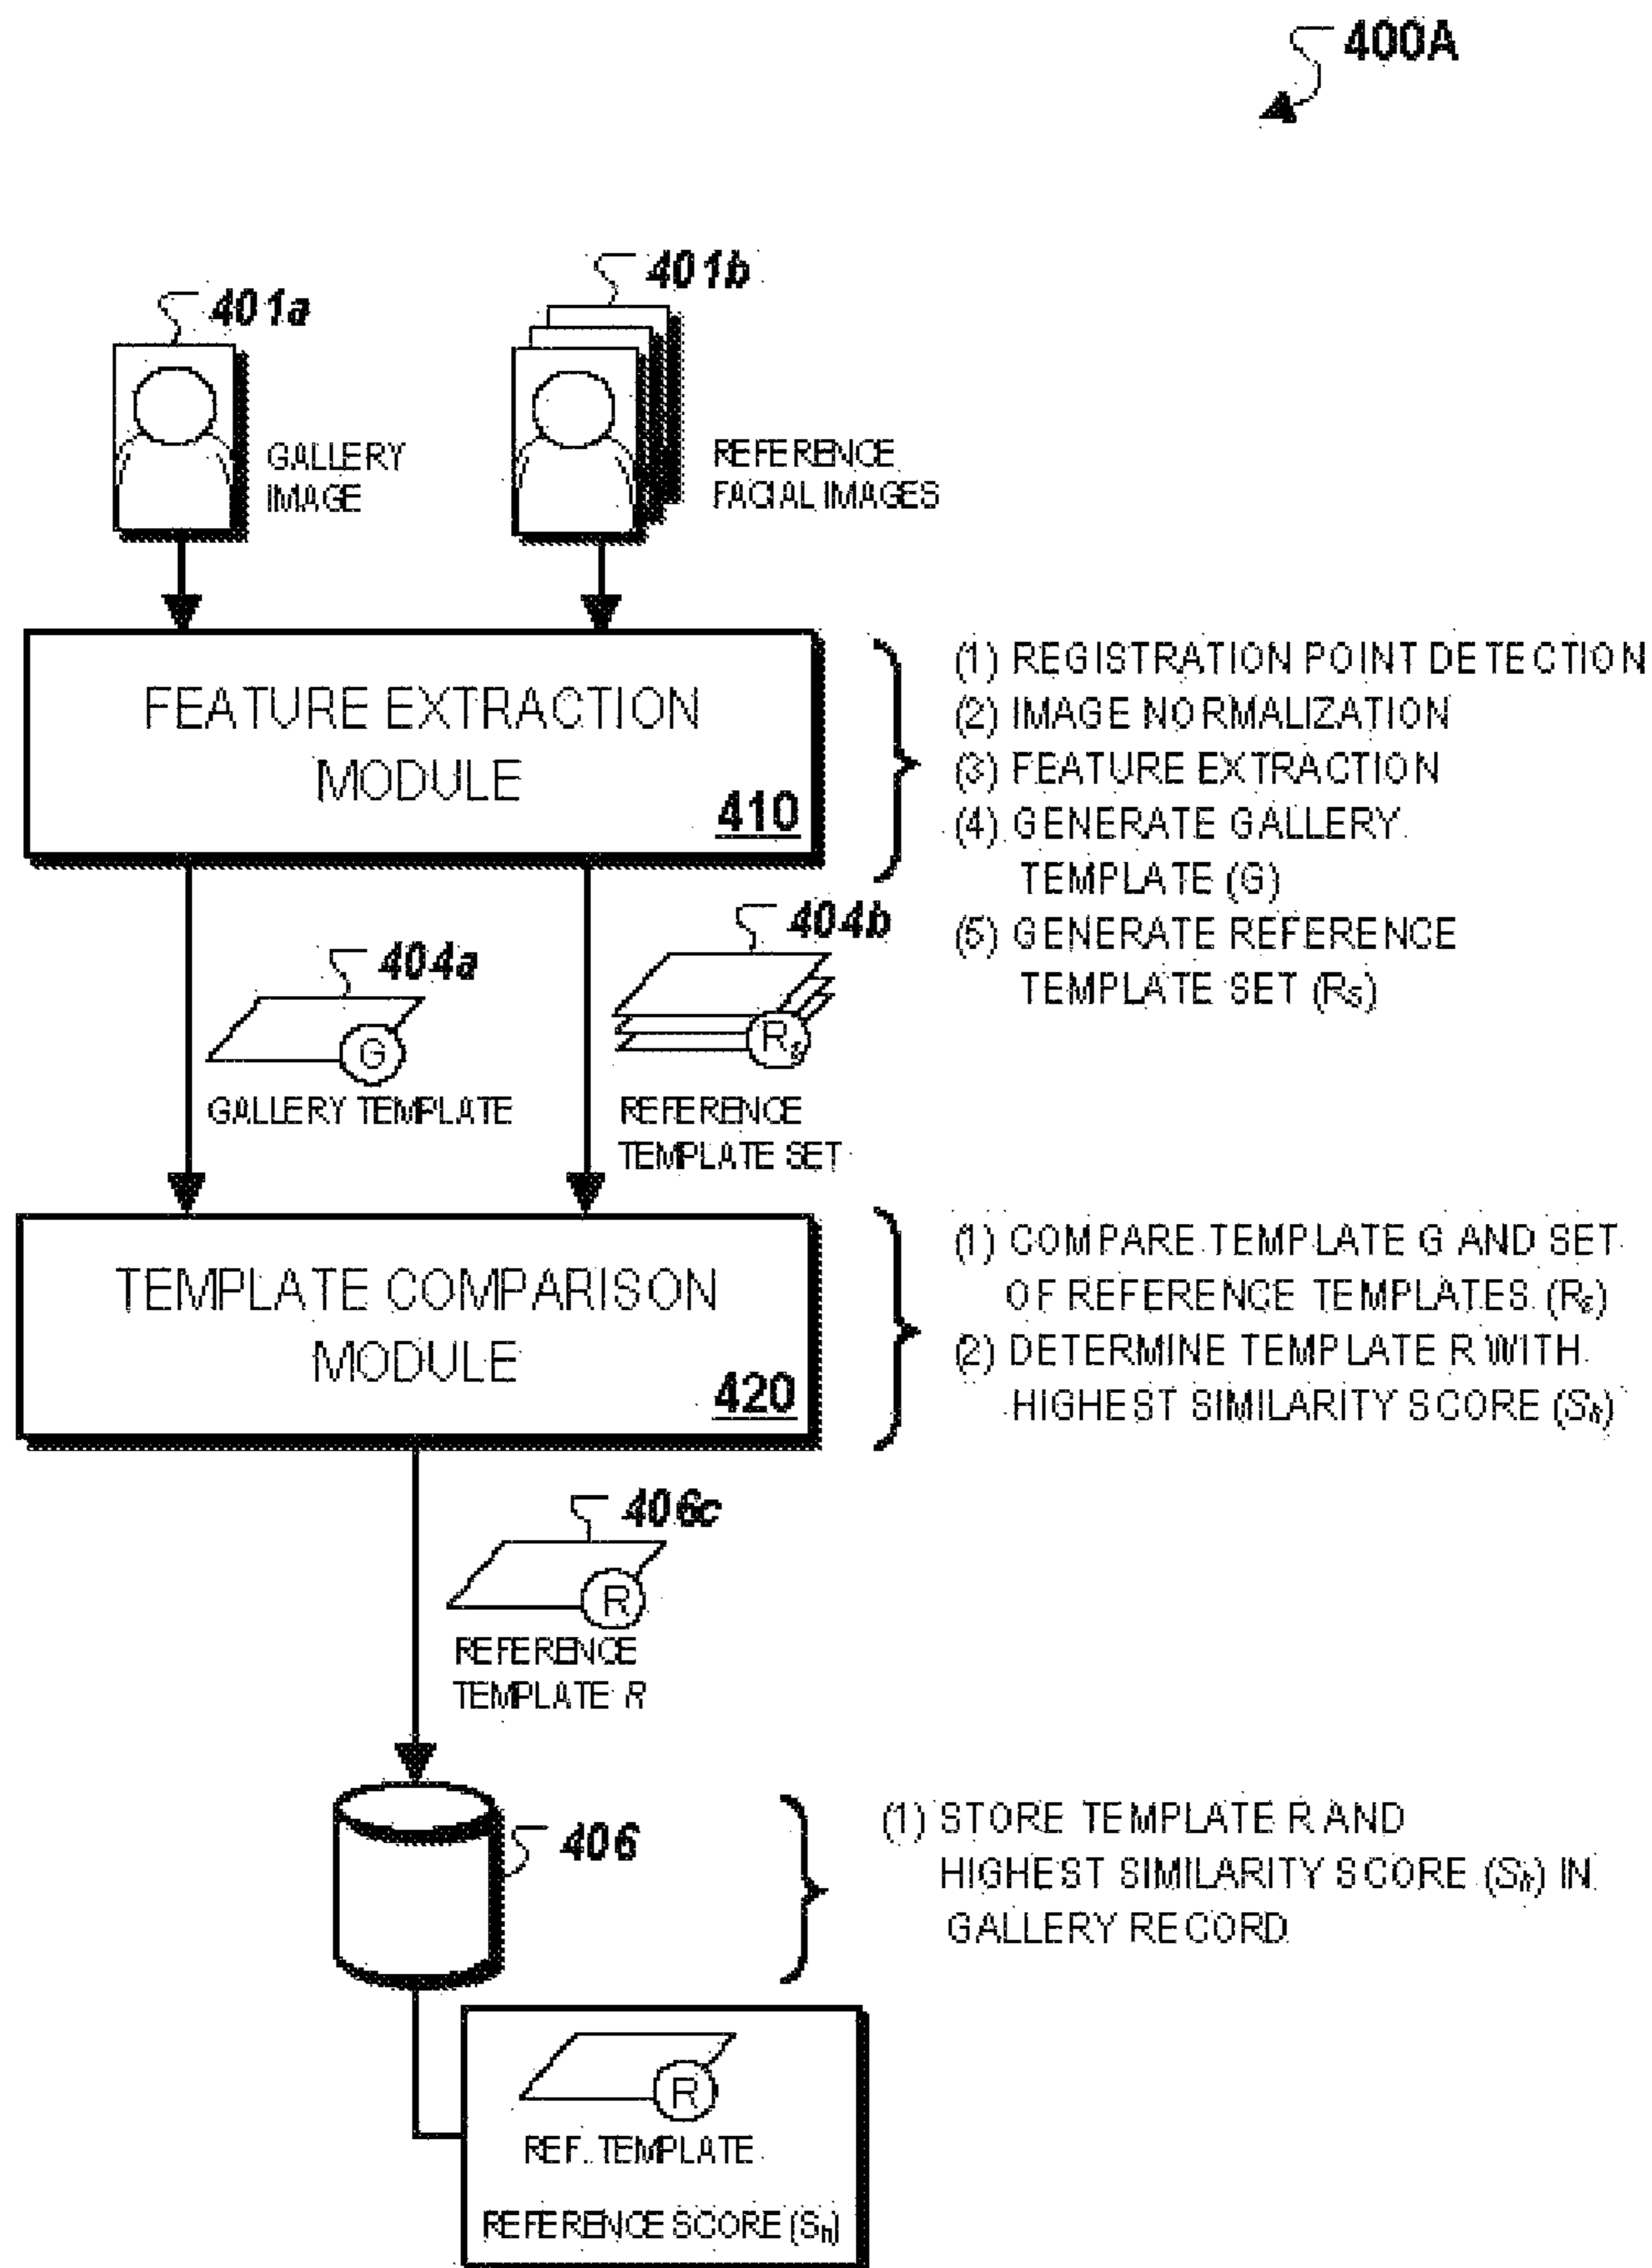 400A
401a
401b
GALLERY
IMAGE
REFERENCE
FACIAL IMAGES
FEATURE EXTRACTION
MODULE
410
(1) REGISTRATION POINT DETECTION
(2) IMAGE NORMALIZATION
(3) FEATURE EXTRACTION
(4) GENERATE GALLERY
TEMPLATE (G)
(5) GENERATE REFERENCE
TEMPLATE SET (Rs)
404a
G
GALLERY TEMPLATE
404b
Rs
REFERENCE
TEMPLATE SET
TEMPLATE COMPARISON
MODULE
420
(1) COMPARE TEMPLATE G AND SET
OF REFERENCE TEMPLATES (Rs)
(2) DETERMINE TEMPLATE R WITH
HIGHEST SIMILARITY SCORE (Sh)
406c
R
REFERENCE
TEMPLATE R
406
(1) STORE TEMPLATE R AND
HIGHEST SIMILARITY SCORE (Sh) IN
GALLERY RECORD
R
REF. TEMPLATE
REFERENCE SCORE (Sh)